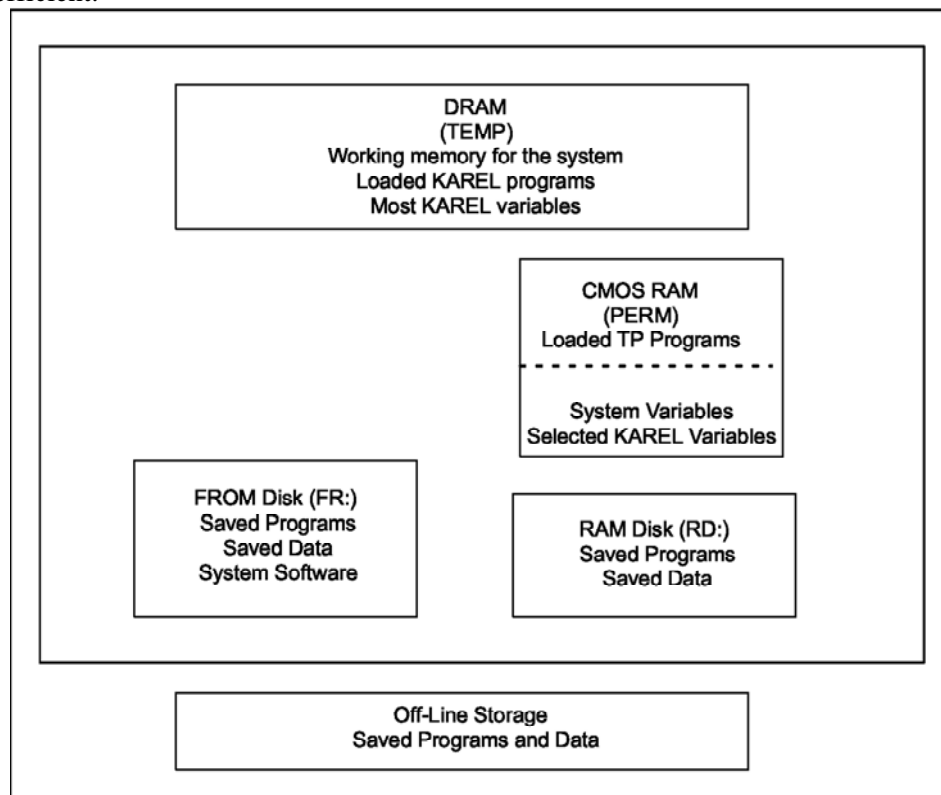 DRAM
(TEMP)
Working memory for the system
Loaded KAREL programs
Most KAREL variables
CMOS RAM
(PERM)
Loaded TP Programs
System Variables
Selected KAREL Variables
FROM Disk (FR:)
Saved Programs
Saved Data
System Software
RAM Disk (RD:)
Saved Programs
Saved Data
Off-Line Storage
Saved Programs and Data